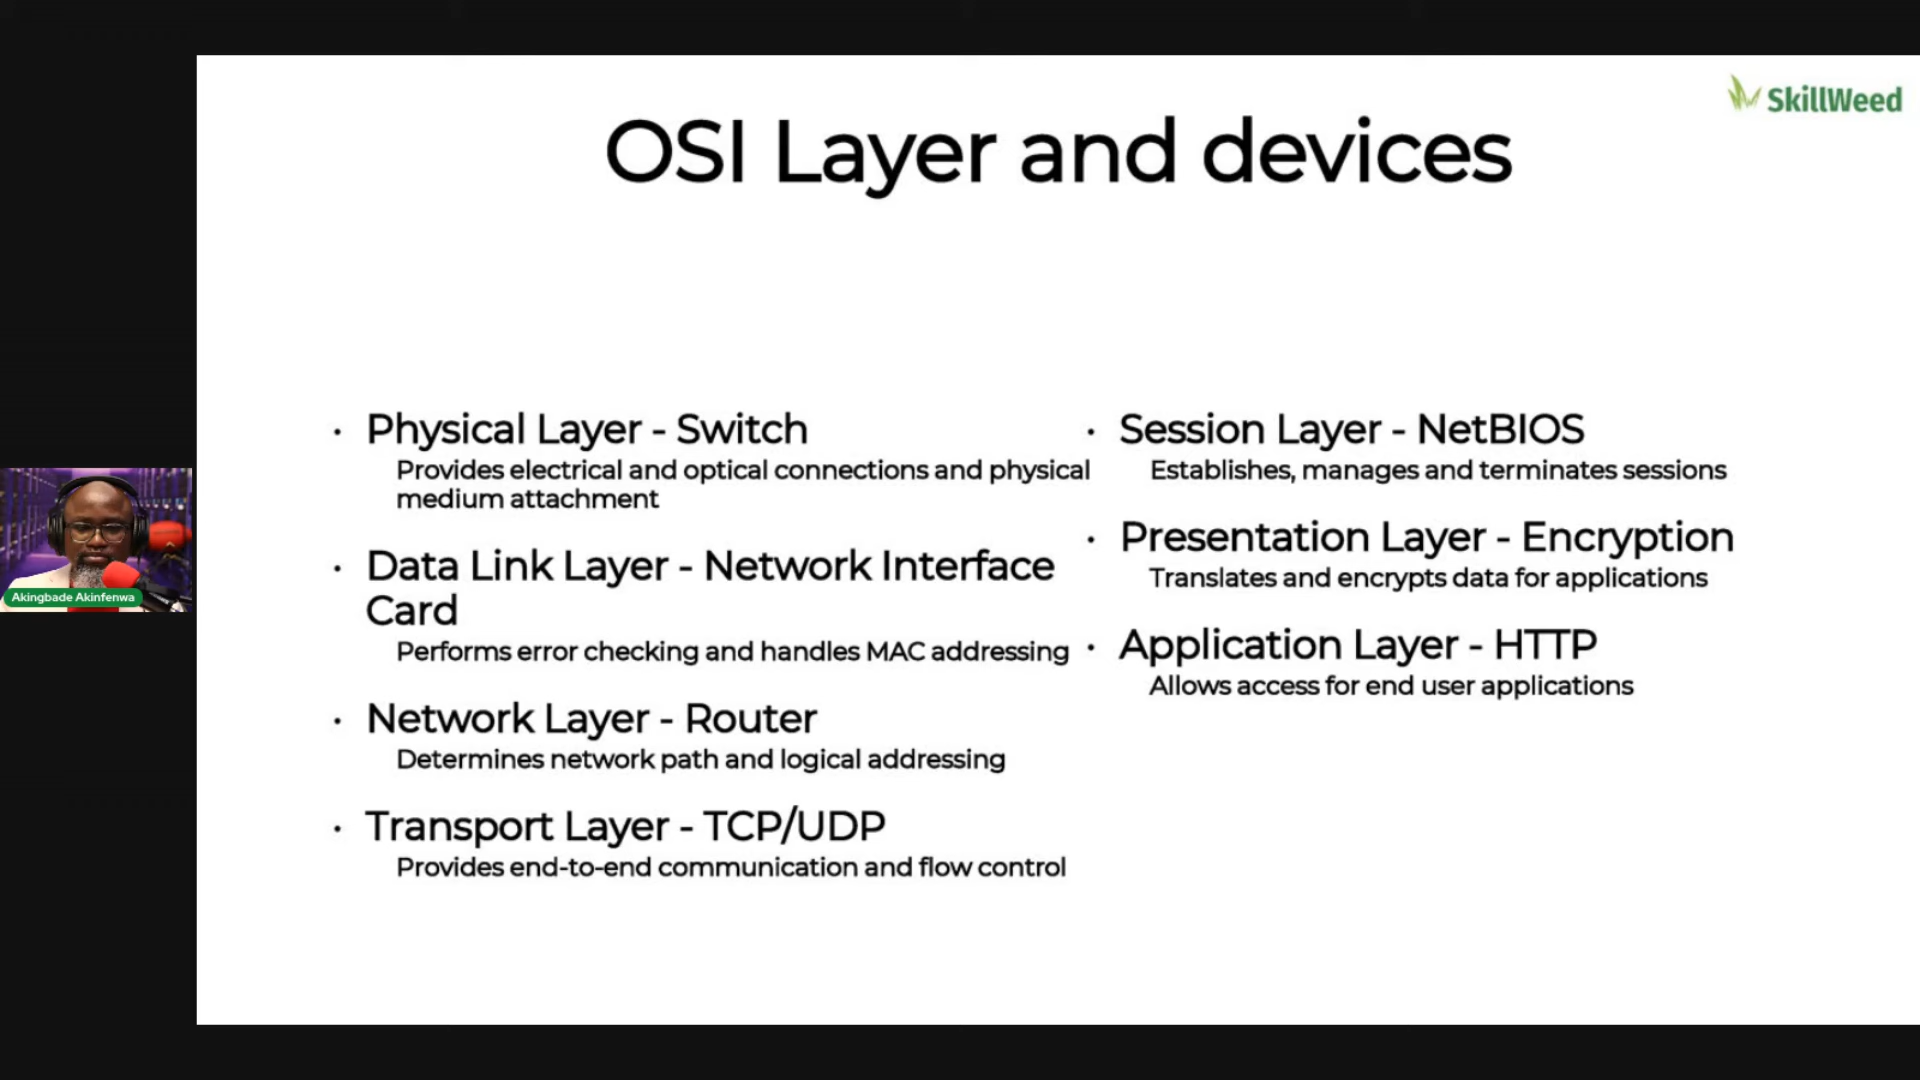 SkillWeed
OSI Layer and devices
• Physical Layer - Switch
Provides electrical and optical connections and physical
medium attachment
• Data Link Layer - Network Interface
Card
Performs error checking and handles MAC addressing
• Network Layer - Router
Determines network path and logical addressing
• Transport Layer - TCP/UDP
Provides end-to-end communication and flow control
• Session Layer - NetBIOS
Establishes, manages and terminates sessions
• Presentation Layer - Encryption
Translates and encrypts data for applications
• Application Layer - HTTP
Allows access for end user applications
Akingbade Akinfenwa